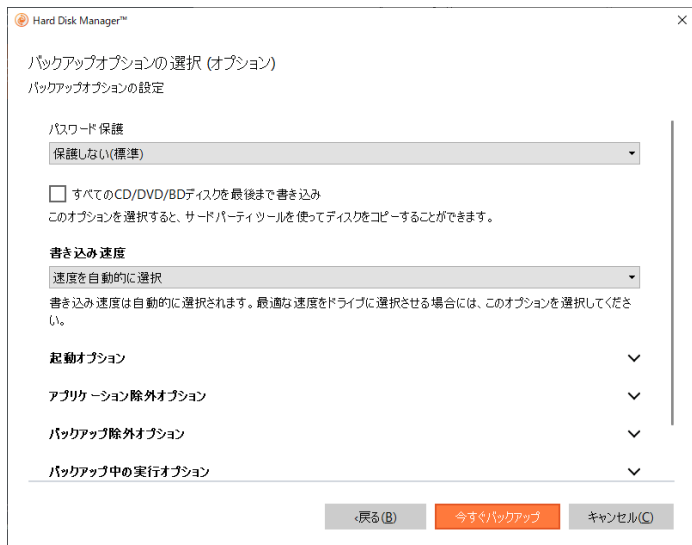 Hard Disk Manager™
バックアップオプションの選択 (オプション)
バックアップオプションの設定
パスワード保護
保護しない(標準)
すべてのCD/DVD/BDディスクを最後まで書き込み
このオプションを選択すると、サードパーティツールを使ってディスクをコピーすることができます。
書き込み速度
速度を自動的に選択
書き込み速度は自動的に選択されます。最適な速度をドライブに選択させる場合には、このオプションを選択してくださ
い。
起動オプション
アプリケーション除外オプション
バックアップ除外オプション
バックアップ中の実行オプション
‹戻る(B)
今すぐバックアップ
キャンセル(C)